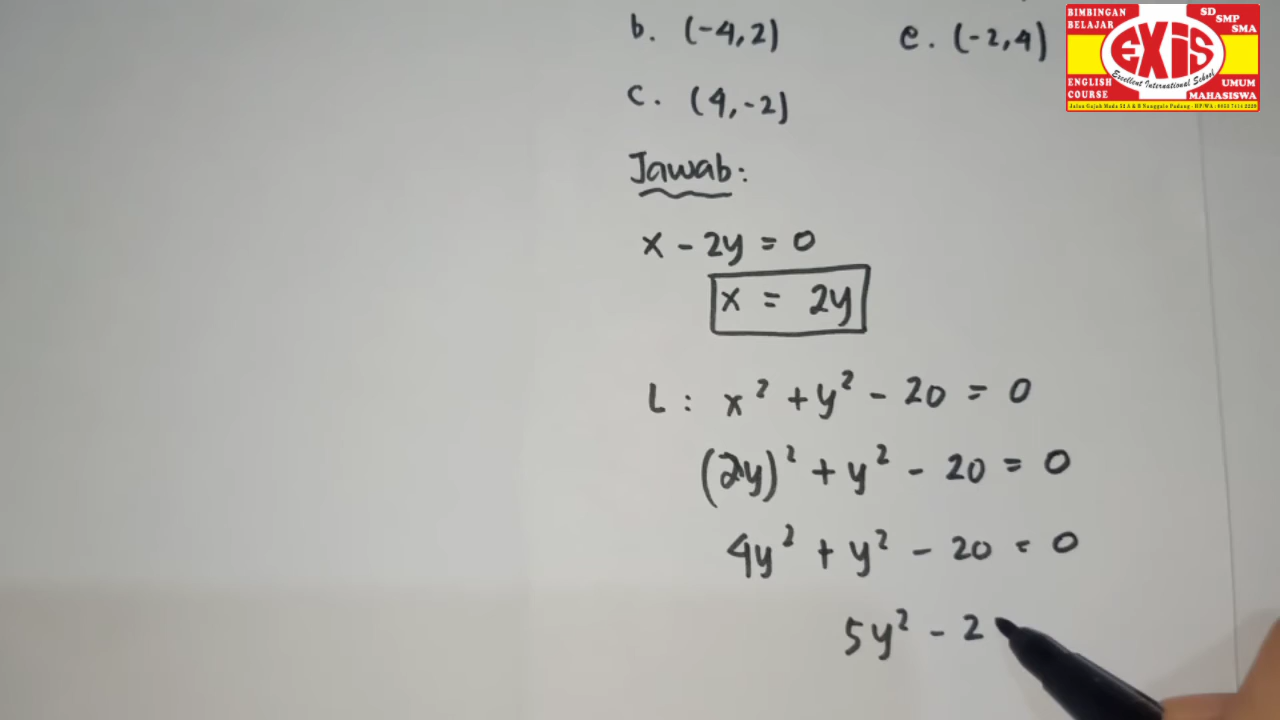 b. (-4,2)
e. (-2,4)
c. (4,-2)
Jawab:
x - 2y = 0
x = 2y
L : x² + y² - 20 = 0
(2y)² + y² - 20 = 0
4y² + y² - 20 = 0
5y² - 2
BIMBINGAN BELAJAR
SD SMP SMA
EXIS
Excellent International School
ENGLISH COURSE
UMUM MAHASISWA